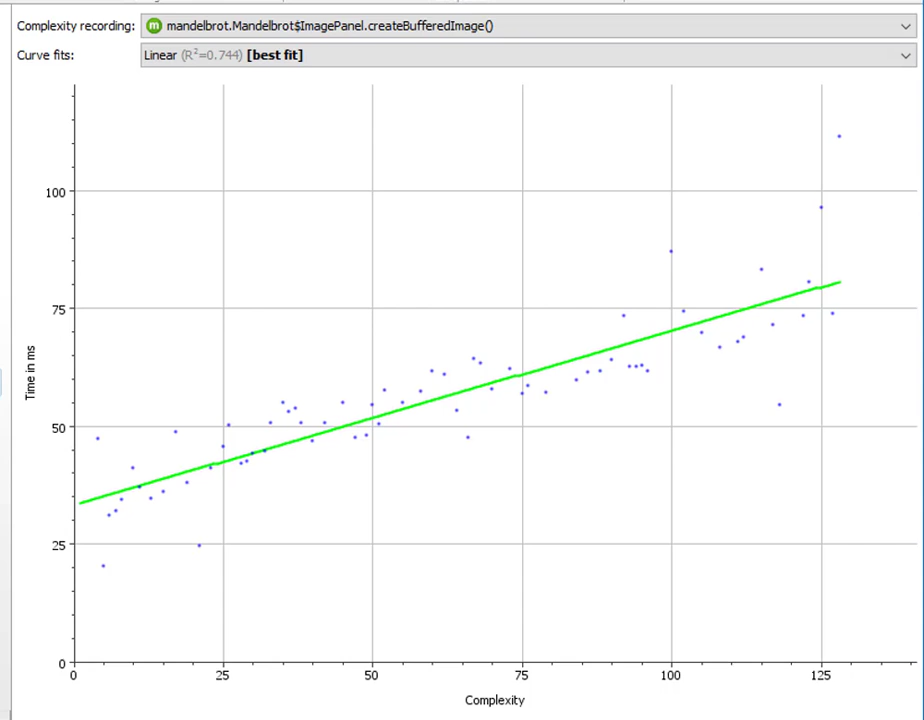 Complexity recording: m mandelbrot.Mandelbrot$ImagePanel.createBufferedImage()
Curve fits: Linear (R²=0.744) [best fit]
100
75
50
25
0
Time in ms
0 25 50 75 100 125
Complexity